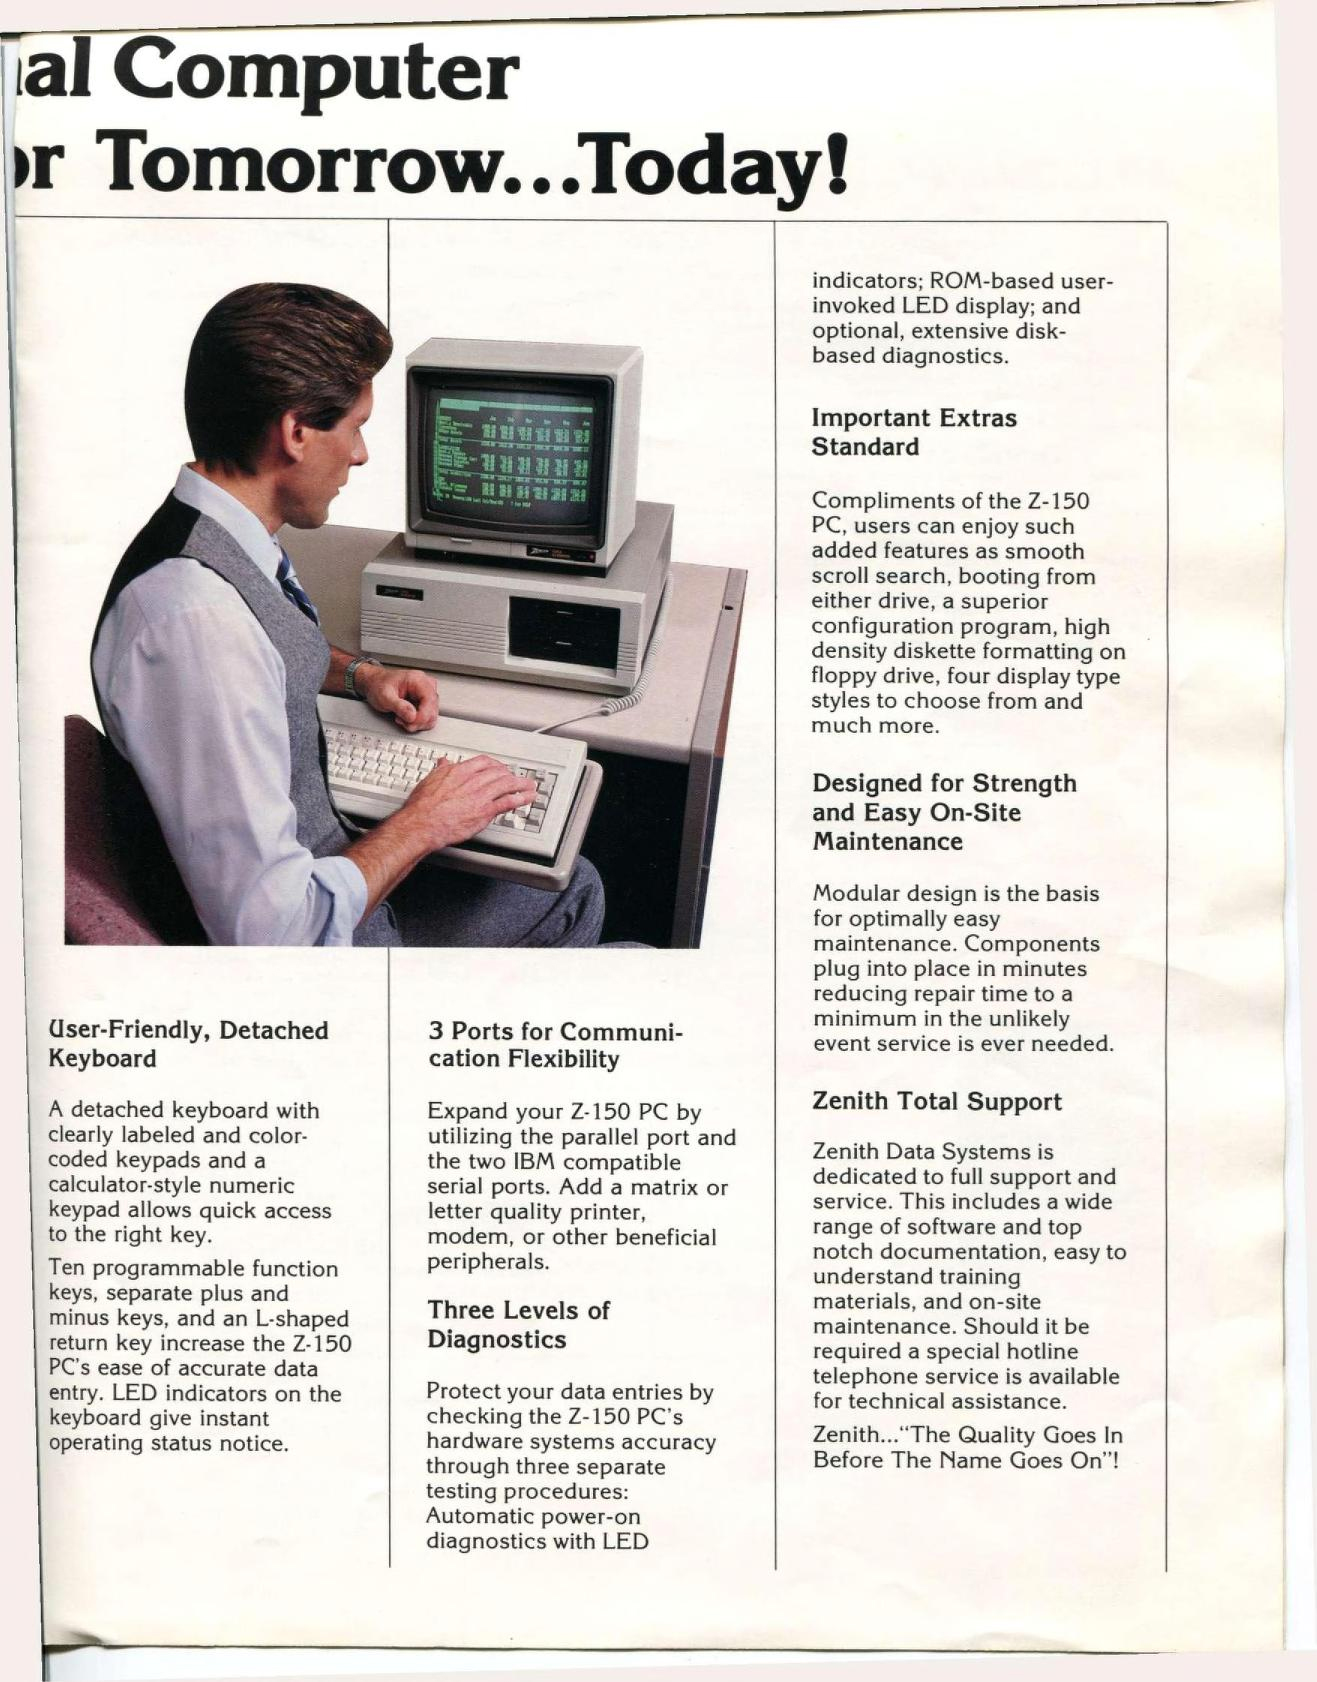 al Computer
or Tomorrow...Today!
User-Friendly, Detached
Keyboard
A detached keyboard with
clearly labeled and color-
coded keypads and a
calculator-style numeric
keypad allows quick access
to the right key.
Ten programmable function
keys, separate plus and
minus keys, and an L-shaped
return key increase the Z-150
PC's ease of accurate data
entry. LED indicators on the
keyboard give instant
operating status notice.
3 Ports for Communi-
cation Flexibility
Expand your Z-150 PC by
utilizing the parallel port and
the two IBM compatible
serial ports. Add a matrix or
letter quality printer,
modem, or other beneficial
peripherals.
Three Levels of
Diagnostics
Protect your data entries by
checking the Z-150 PC's
hardware systems accuracy
through three separate
testing procedures:
Automatic power-on
diagnostics with LED
indicators; ROM-based user-
invoked LED display; and
optional, extensive disk-
based diagnostics.
Important Extras
Standard
Compliments of the Z-150
PC, users can enjoy such
added features as smooth
scroll search, booting from
either drive, a superior
configuration program, high
density diskette formatting on
floppy drive, four display type
styles to choose from and
much more.
Designed for Strength
and Easy On-Site
Maintenance
Modular design is the basis
for optimally easy
maintenance. Components
plug into place in minutes
reducing repair time to a
minimum in the unlikely
event service is ever needed.
Zenith Total Support
Zenith Data Systems is
dedicated to full support and
service. This includes a wide
range of software and top
notch documentation, easy to
understand training
materials, and on-site
maintenance. Should it be
required a special hotline
telephone service is available
for technical assistance.
Zenith..."The Quality Goes In
Before The Name Goes On"!